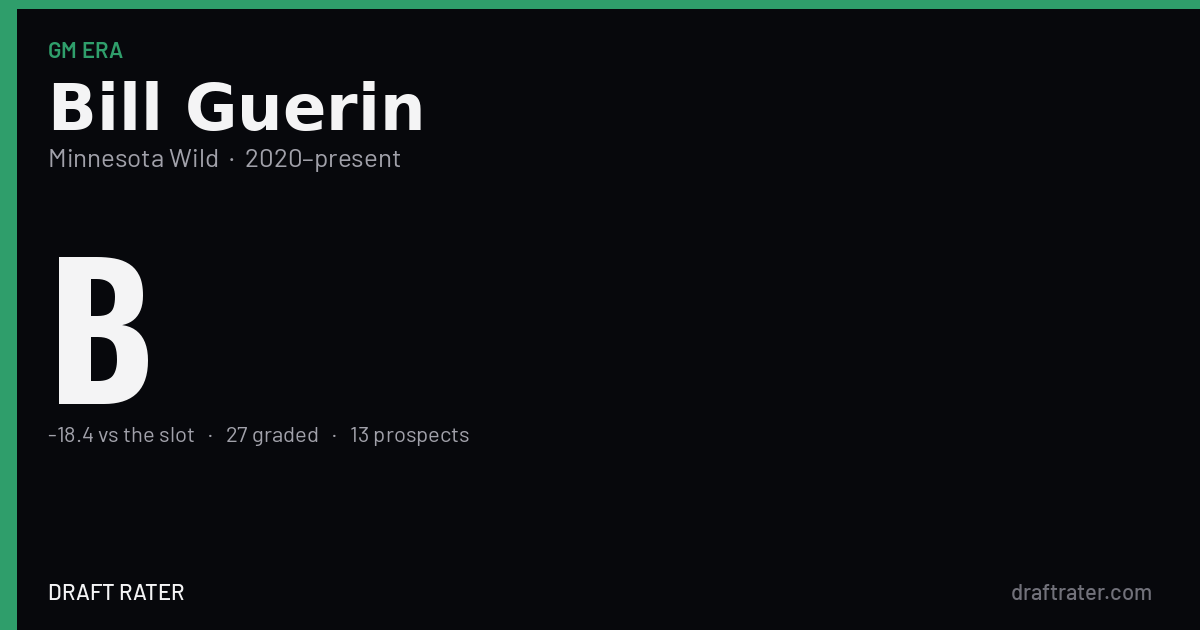 GM ERA
Bill Guerin
Minnesota Wild · 2020–present
B
-18.4 vs the slot · 27 graded · 13 prospects
DRAFT RATER
draftrater.com